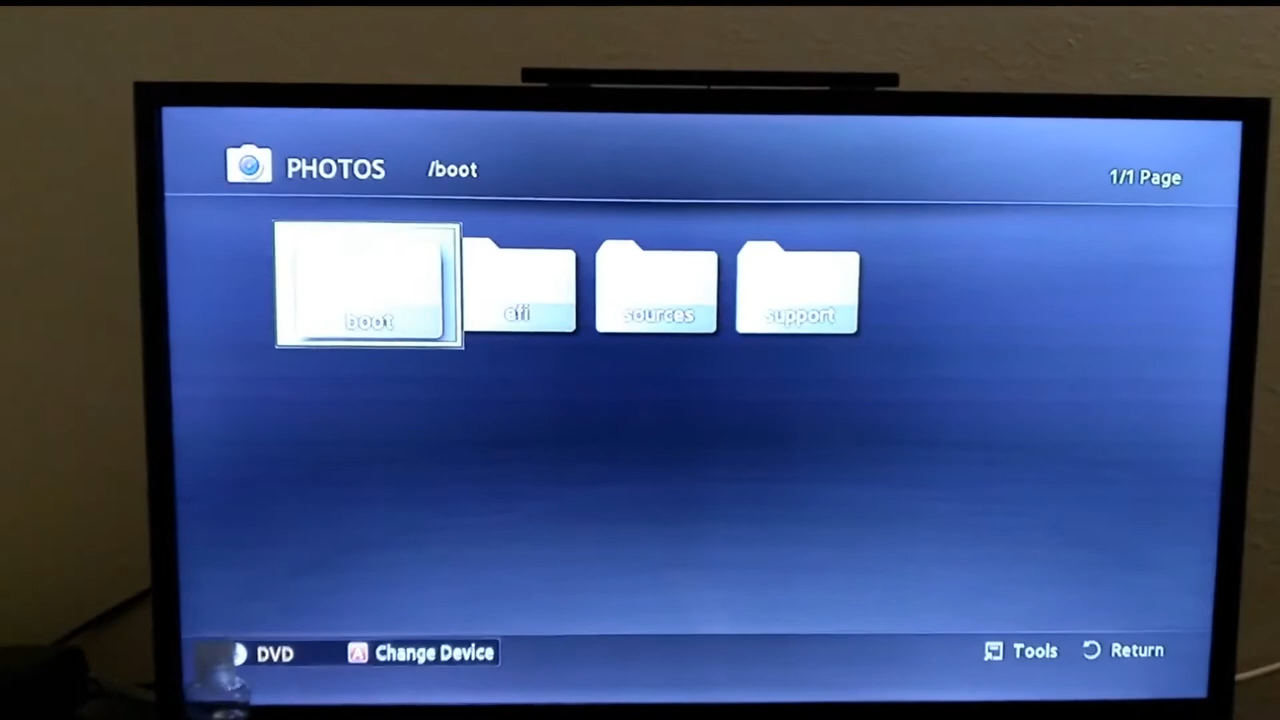 PHOTOS /boot 1/1 Page
boot efi sources support
DVD A Change Device Tools Return